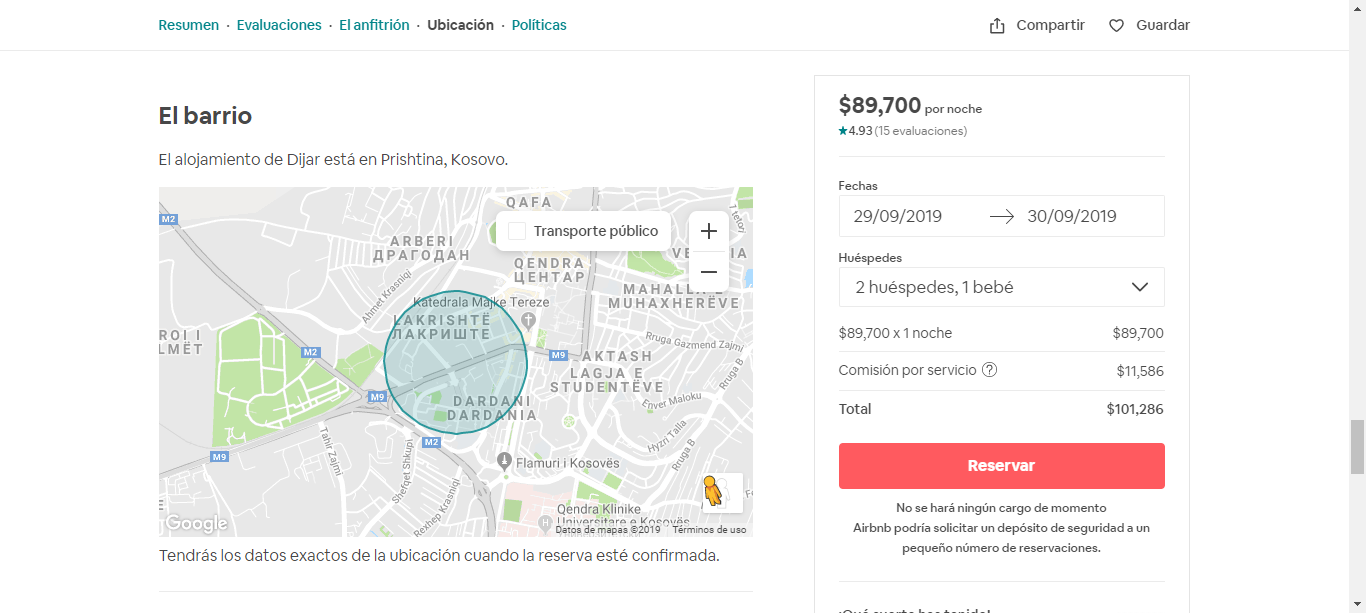 Resumen · Evaluaciones · El anfitrión · Ubicación · Políticas
Compartir
Guardar
El barrio
El alojamiento de Dijar está en Prishtina, Kosovo.
QAFA
M2
Transporte público
+
ARBERI
ДРАГОДАН
QENDRA
ЦЕНТАР
−
Ahmet Krasniqi
MAHALLA E
MUHAXHERËVE
Katedrala Majke Tereze
LAKRISHTË
ЛАКРИШТЕ
ROI I
LMËT
M2
M9
AKTASH
LAGJA E
STUDENTËVE
Rruga Gazmend Zajmi
Rruga B
M9
DARDANI
DARDANIA
Enver Maloku
M2
M9
Tahir Zajmi
Shefqet Shkupi
Hyzri Talla
Rruga B
Flamuri i Kosovës
Rexhep Krasniqi
Qendra Klinike
Universitare e Kosovës
Google
Datos de mapas ©2019
Términos de uso
Tendrás los datos exactos de la ubicación cuando la reserva esté confirmada.
$89,700 por noche
★4.93 (15 evaluaciones)
Fechas
29/09/2019 → 30/09/2019
Huéspedes
2 huéspedes, 1 bebé
$89,700 x 1 noche $89,700
Comisión por servicio ? $11,586
Total $101,286
Reservar
No se hará ningún cargo de momento
Airbnb podría solicitar un depósito de seguridad a un
pequeño número de reservaciones.